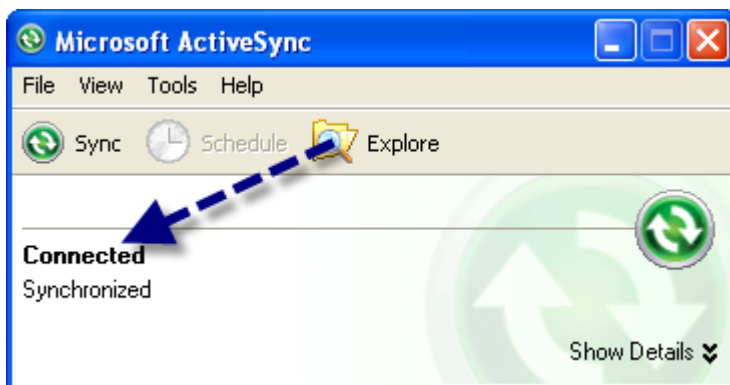 Microsoft ActiveSync
File View Tools Help
Sync Schedule Explore
Connected
Synchronized
Show Details